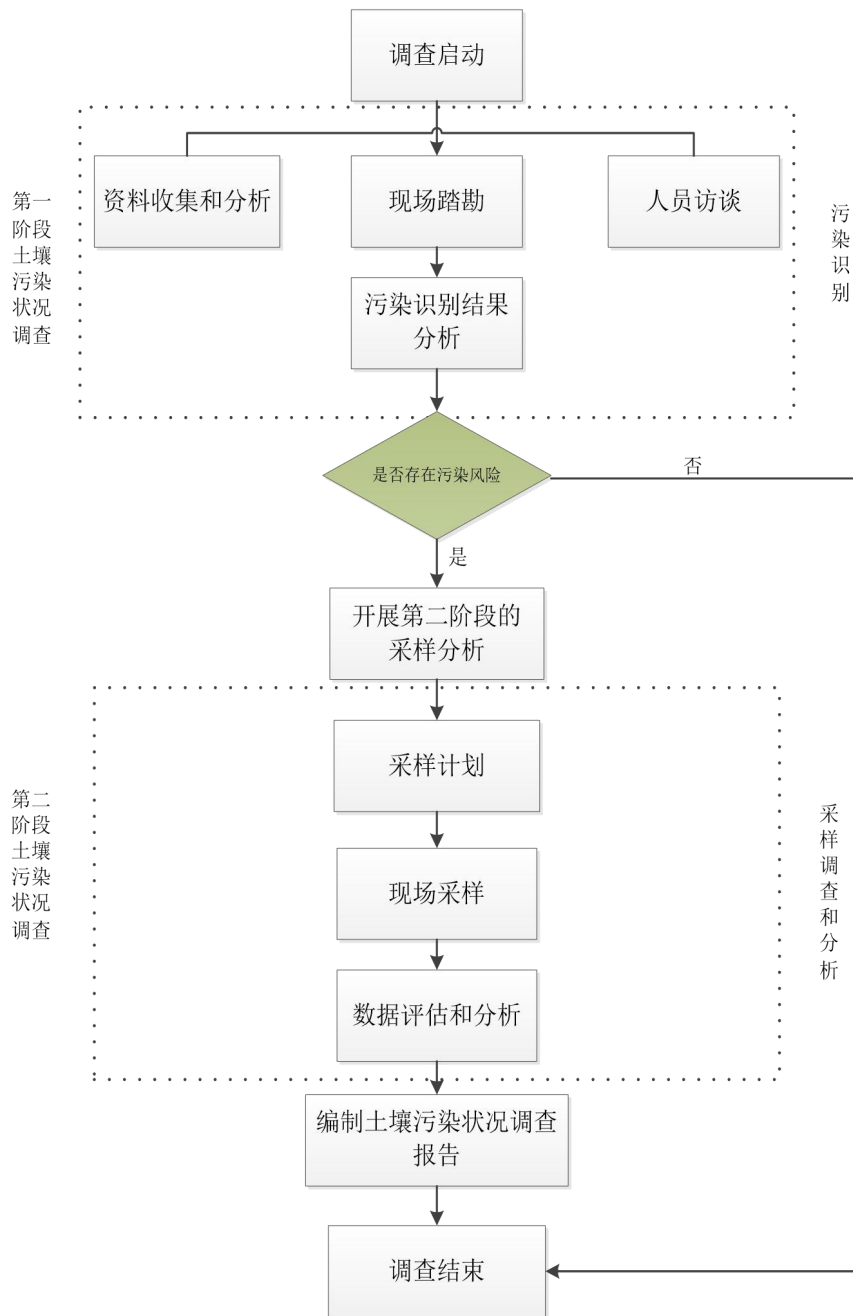 调查启动
资料收集和分析
现场踏勘
人员访谈
第一
阶段
土壤
污染
状况
调查
污染识别
污染识别结果
分析
是否存在污染风险
否
是
开展第二阶段的
采样分析
采样计划
第二
阶段
土壤
污染
状况
调查
采样调查和分析
现场采样
数据评估和分析
编制土壤污染状况调查
报告
调查结束